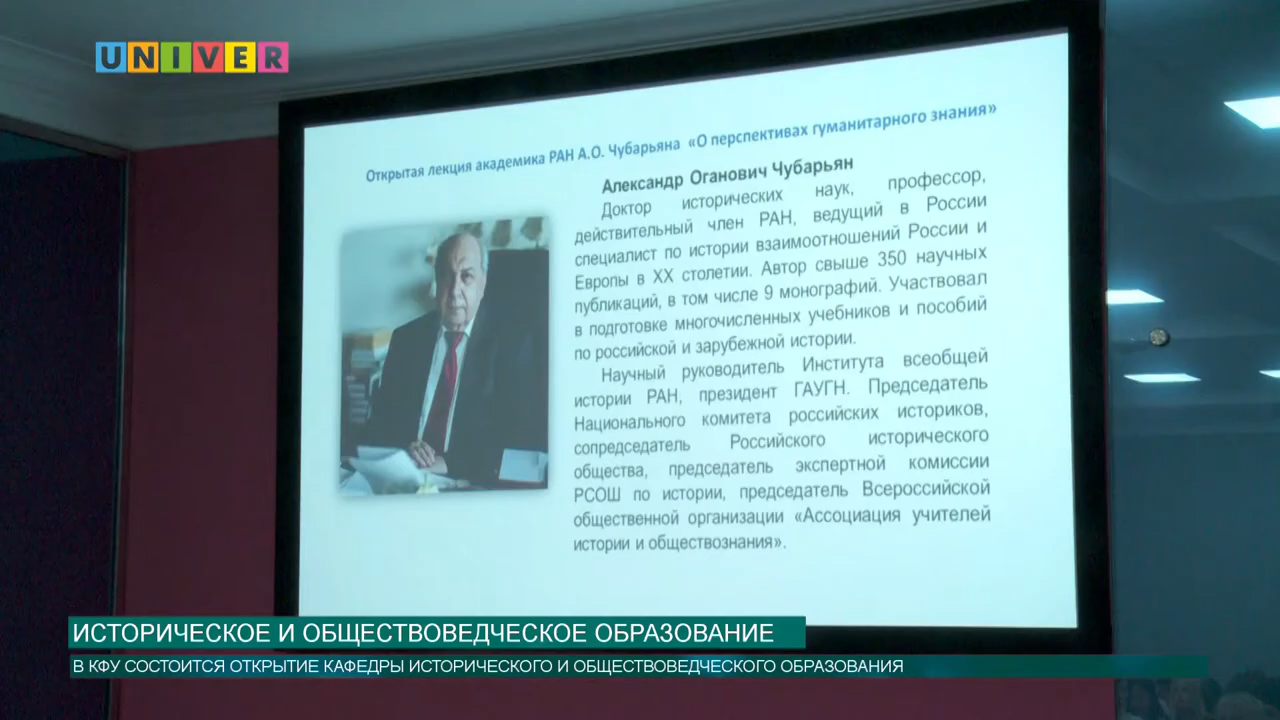 UNIVER
Открытая лекция академика РАН А.О. Чубарьяна «О перспективах гуманитарного знания»
Александр Оганович Чубарьян
Доктор исторических наук, профессор,
действительный член РАН, ведущий в России
специалист по истории взаимоотношений России и
Европы в XX столетии. Автор свыше 350 научных
публикаций, в том числе 9 монографий. Участвовал
в подготовке многочисленных учебников и пособий
по российской и зарубежной истории.
Научный руководитель Института всеобщей
истории РАН, президент ГАУГН. Председатель
Национального комитета российских историков,
сопредседатель Российского исторического
общества, председатель экспертной комиссии
РСОШ по истории, председатель Всероссийской
общественной организации «Ассоциация учителей
истории и обществознания».
ИСТОРИЧЕСКОЕ И ОБЩЕСТВОВЕДЧЕСКОЕ ОБРАЗОВАНИЕ
В КФУ СОСТОИТСЯ ОТКРЫТИЕ КАФЕДРЫ ИСТОРИЧЕСКОГО И ОБЩЕСТВОВЕДЧЕСКОГО ОБРАЗОВАНИЯ